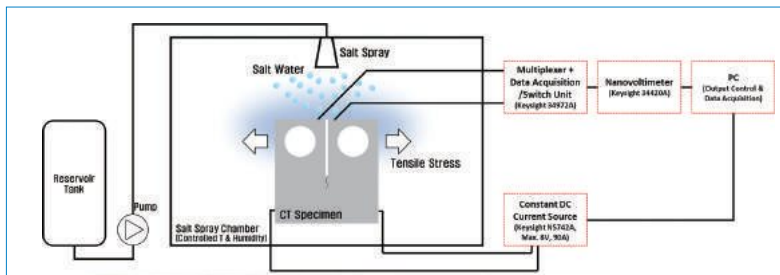 Salt Spray
Salt Water
Tensile Stress
CT Specimen
Salt Spray Chamber
(Controlled T & Humidity)
Reservoir
Tank
Pump
Multiplexer +
Data Acquisition
/Switch Unit
(Keysight 34972A)
Nanovoltimeter
(Keysight 34420A)
PC
(Output Control &
Data Acquisition)
Constant DC
Current Source
(Keysight N5742A,
Max. 8V, 90A)